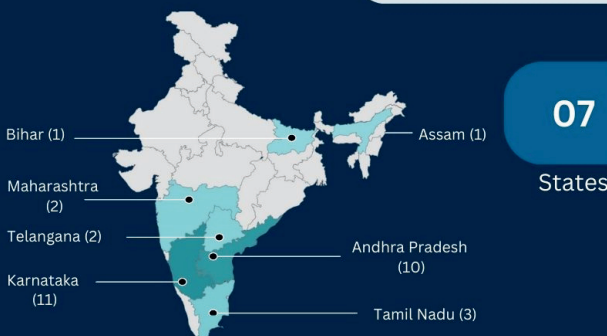 07
States
Bihar (1)
Assam (1)
Maharashtra
(2)
Telangana (2)
Andhra Pradesh
(10)
Karnataka
(11)
Tamil Nadu (3)